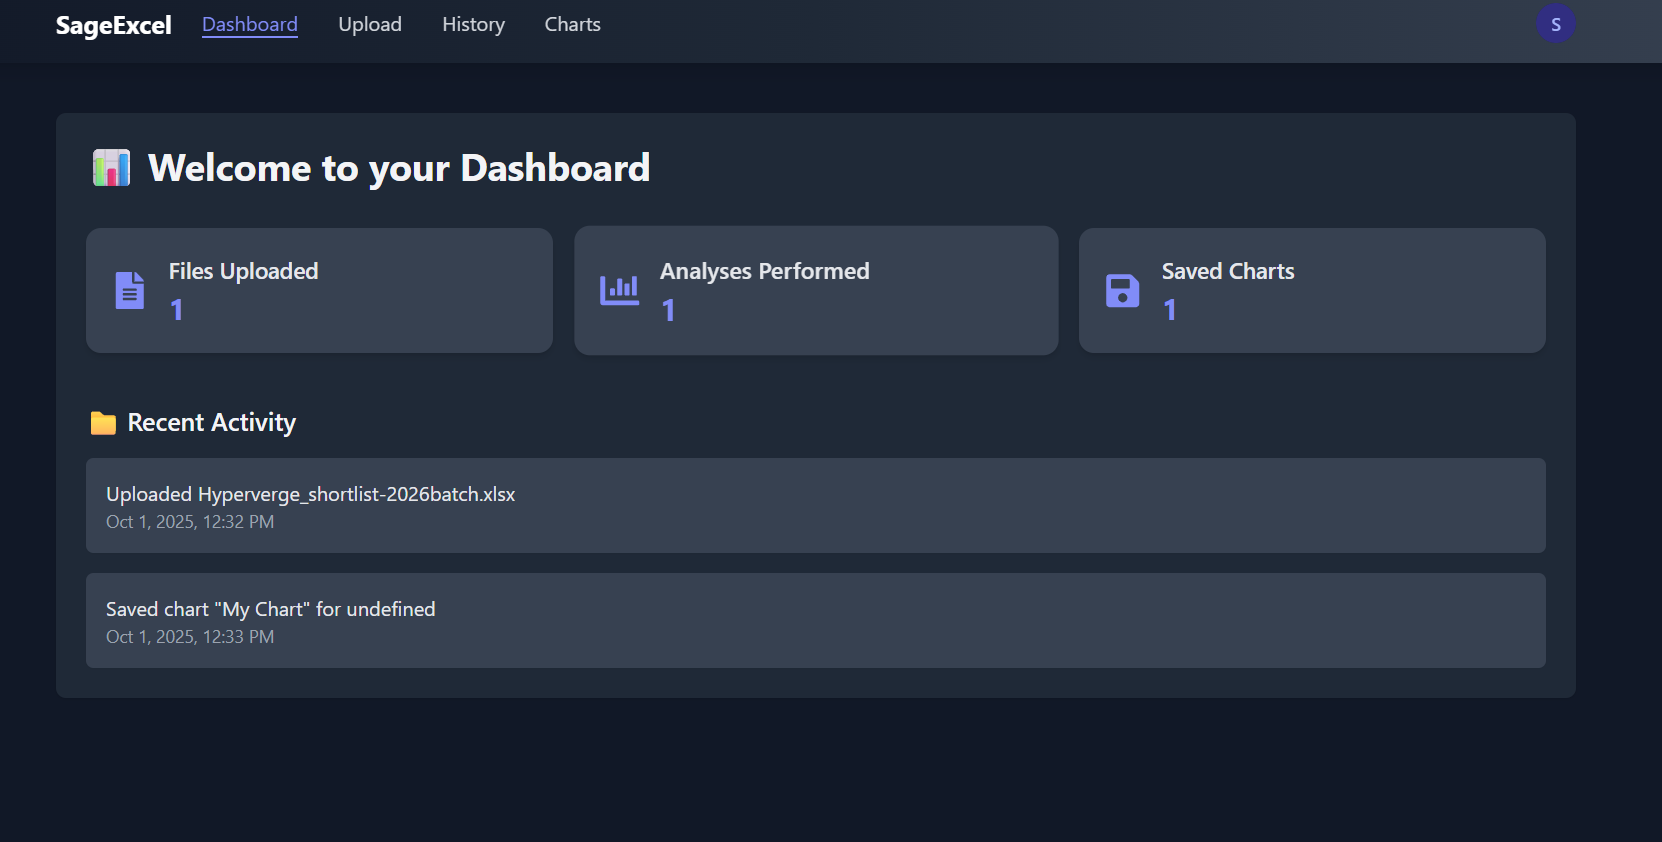 SageExcel Dashboard Upload History Charts S
Welcome to your Dashboard
Files Uploaded
1
Analyses Performed
1
Saved Charts
1
Recent Activity
Uploaded Hyperverge_shortlist-2026batch.xlsx
Oct 1, 2025, 12:32 PM
Saved chart "My Chart" for undefined
Oct 1, 2025, 12:33 PM